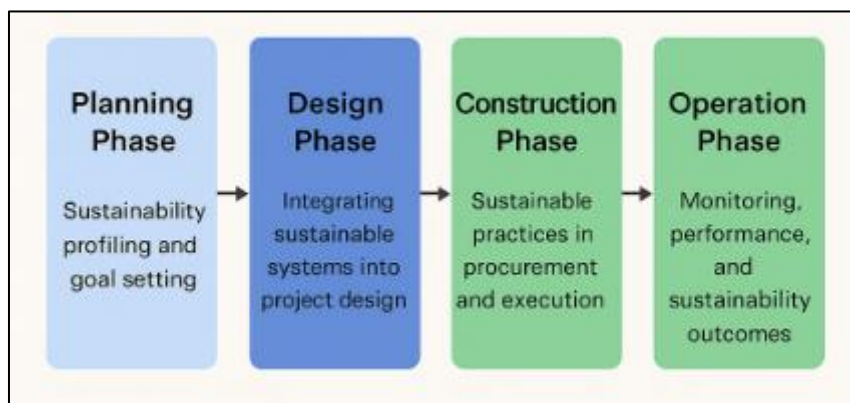 Planning
Phase
Sustainability
profiling and
goal setting
Design
Phase
Integrating
sustainable
systems into
project design
Construction
Phase
Sustainable
practices in
procurement
and execution
Operation
Phase
Monitoring,
performance,
and
sustainability
outcomes